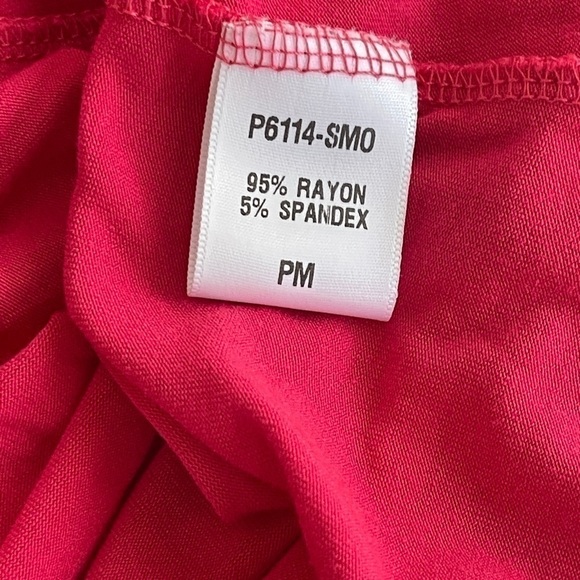 P6114-SMO
95% RAYON
5% SPANDEX
PM